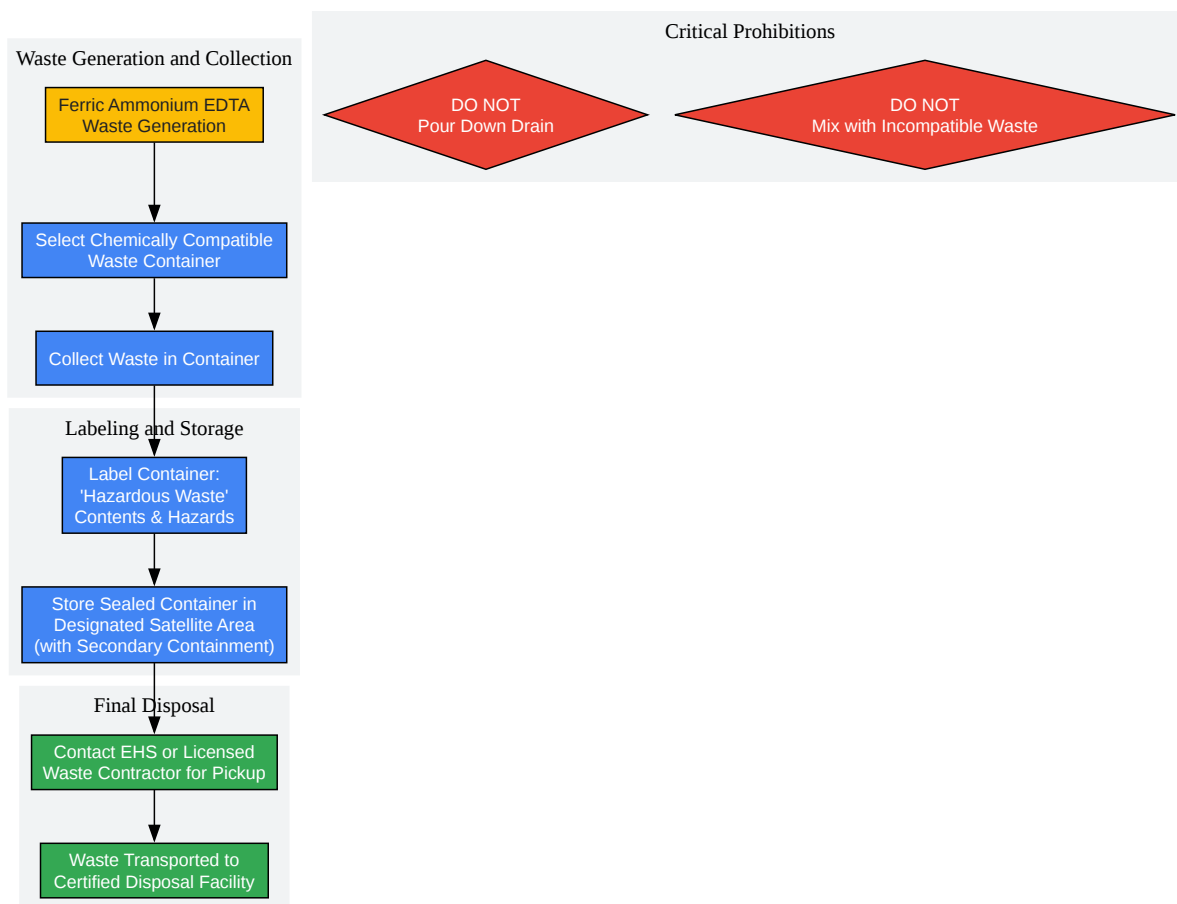 Waste Generation and Collection
Ferric Ammonium EDTA
Waste Generation
Select Chemically Compatible
Waste Container
Collect Waste in Container
Labeling and Storage
Label Container:
'Hazardous Waste'
Contents & Hazards
Store Sealed Container in
Designated Satellite Area
(with Secondary Containment)
Final Disposal
Contact EHS or Licensed
Waste Contractor for Pickup
Waste Transported to
Certified Disposal Facility
Critical Prohibitions
DO NOT
Pour Down Drain
DO NOT
Mix with Incompatible Waste